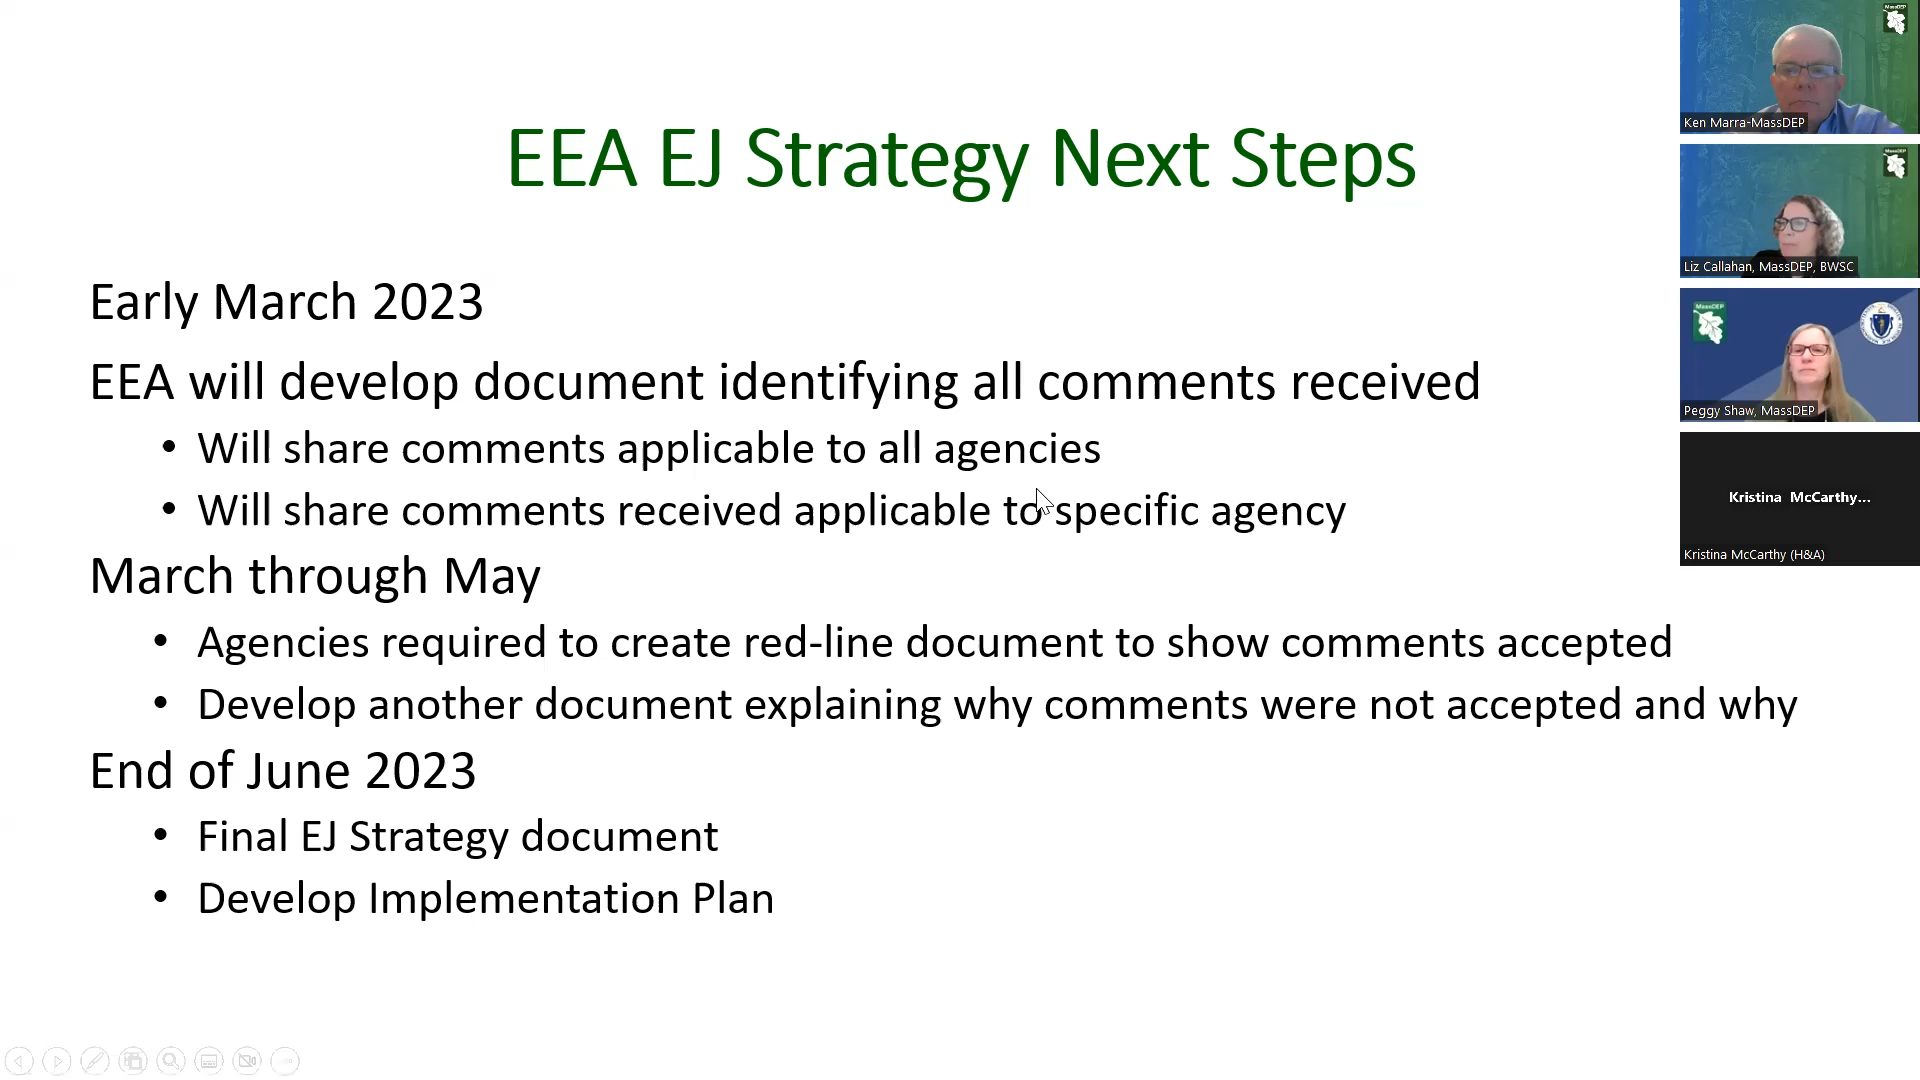 EEA EJ Strategy Next Steps
Early March 2023
EEA will develop document identifying all comments received
• Will share comments applicable to all agencies
• Will share comments received applicable to specific agency
March through May
• Agencies required to create red-line document to show comments accepted
• Develop another document explaining why comments were not accepted and why
End of June 2023
• Final EJ Strategy document
• Develop Implementation Plan
MassDEP
Ken Marra-MassDEP
MassDEP
Liz Callahan, MassDEP, BWSC
MassDEP
Peggy Shaw, MassDEP
Kristina McCarthy...
Kristina McCarthy (H&A)